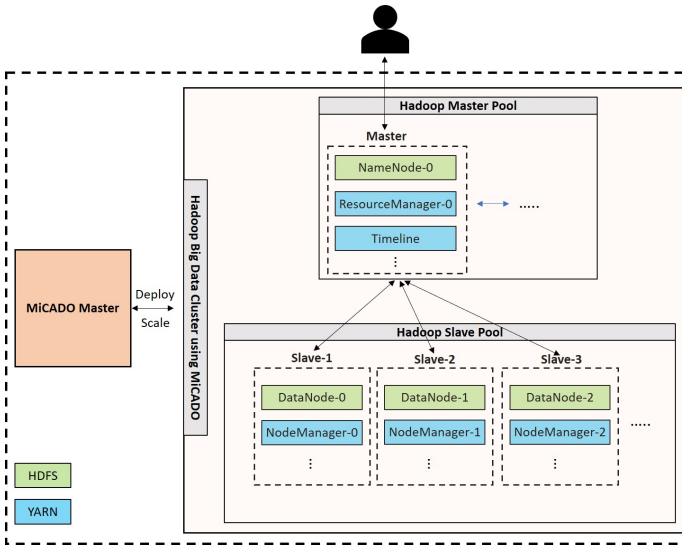 Hadoop Master Pool
Master
NameNode-0
ResourceManager-0
.....
Timeline
⋮
Hadoop Big Data Cluster using MiCADO
MiCADO Master
Deploy
Scale
Hadoop Slave Pool
Slave-1
Slave-2
Slave-3
DataNode-0
DataNode-1
DataNode-2
NodeManager-0
NodeManager-1
NodeManager-2
.....
⋮
⋮
⋮
HDFS
YARN